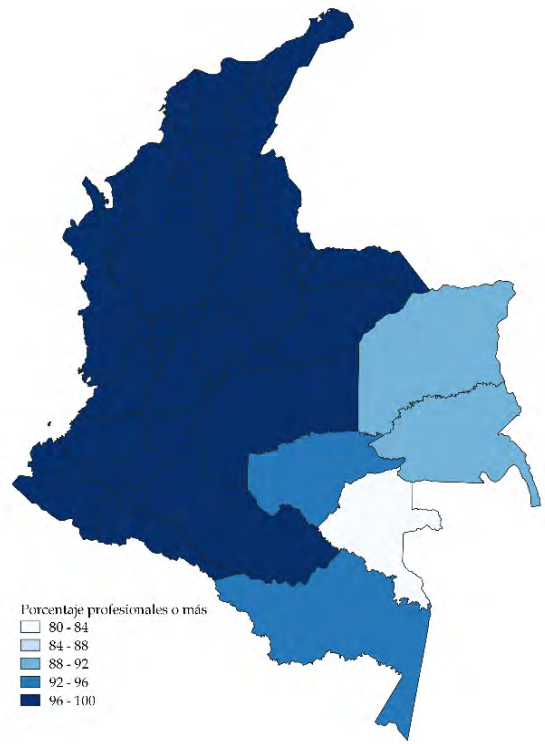 Porcentaje profesionales o más
80 - 84
84 - 88
88 - 92
92 - 96
96 - 100